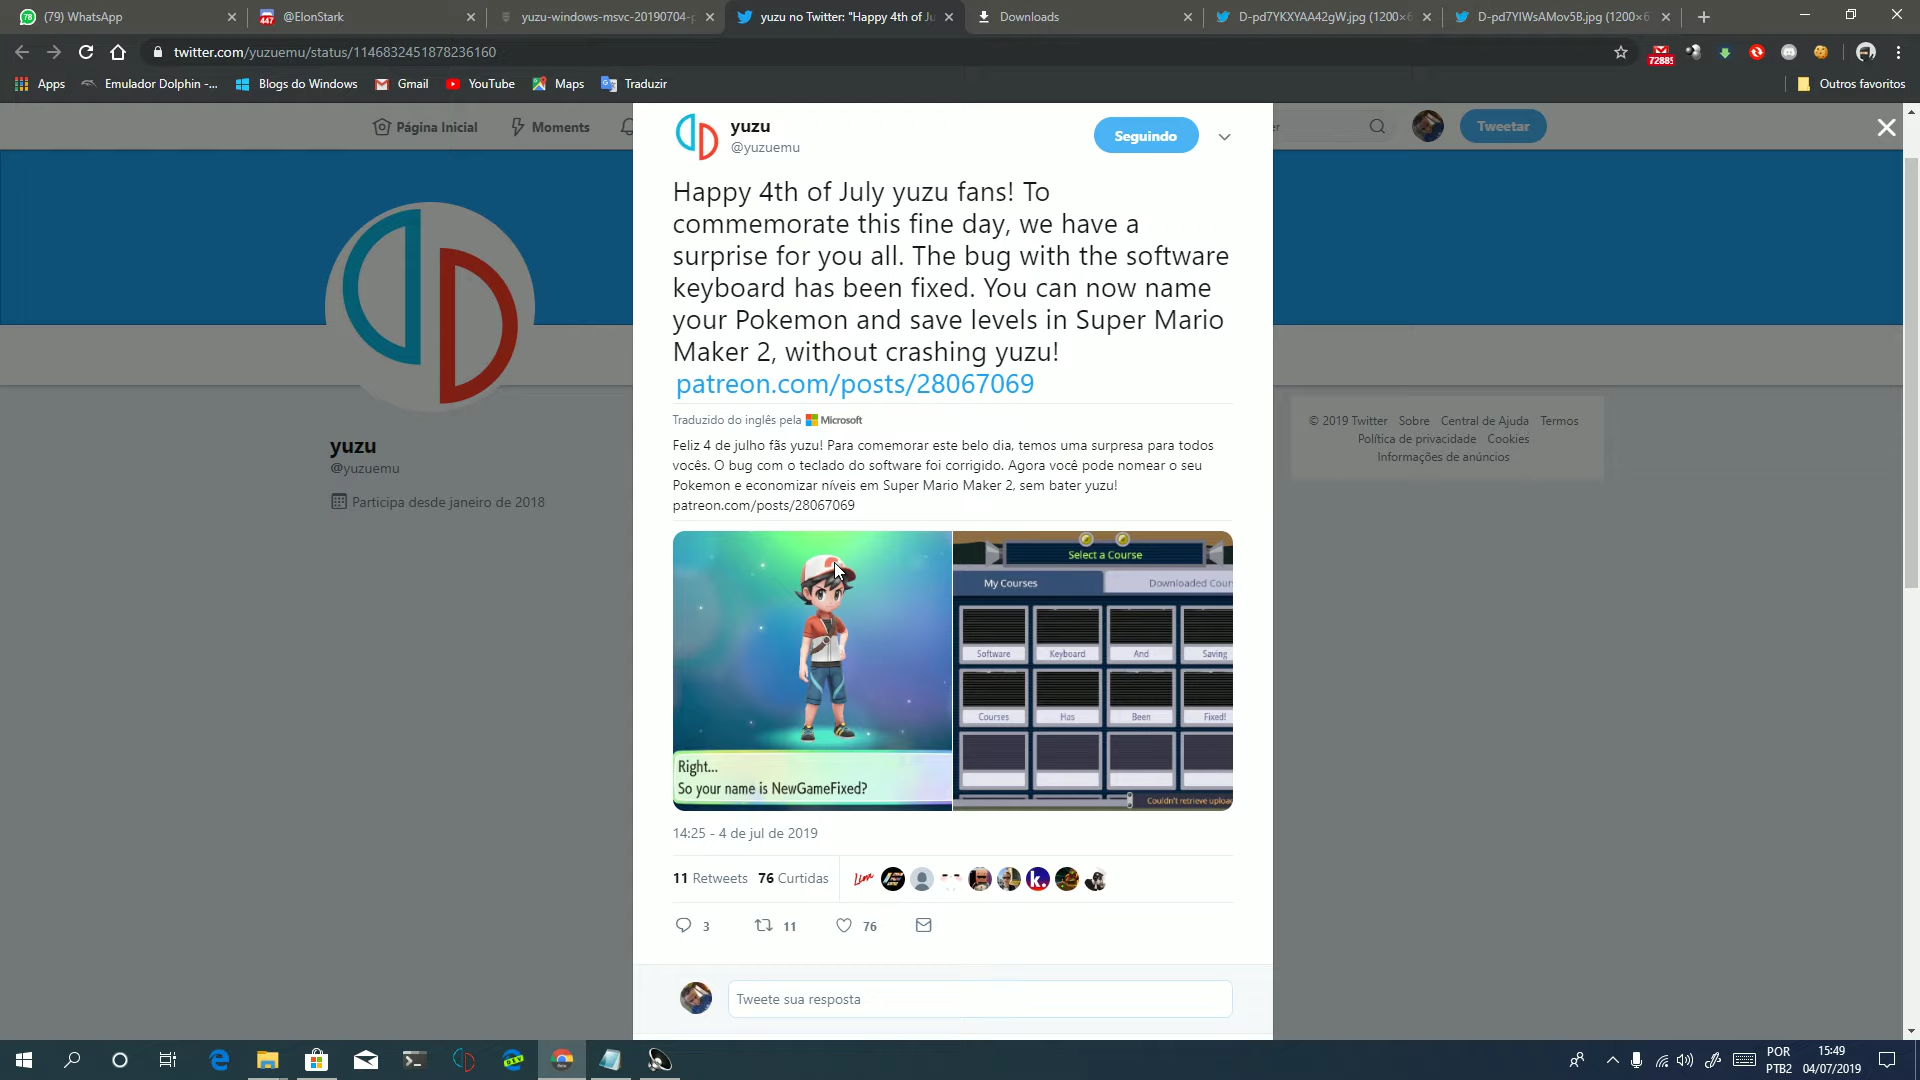 (79) WhatsApp
@ElonStark
yuzu-windows-msvc-20190704-p
yuzu no Twitter: "Happy 4th of Ju
Downloads
D-pd7YKXYAA42gW.jpg (1200×6
D-pd7YIWsAMov5B.jpg (1200×6
twitter.com/yuzuemu/status/1146832451878236160
72885
Apps
Emulador Dolphin -...
Blogs do Windows
Gmail
YouTube
Maps
Traduzir
Outros favoritos
Página Inicial
Moments
Tweetar
yuzu
@yuzuemu
Seguindo
Happy 4th of July yuzu fans! To
commemorate this fine day, we have a
surprise for you all. The bug with the software
keyboard has been fixed. You can now name
your Pokemon and save levels in Super Mario
Maker 2, without crashing yuzu!
patreon.com/posts/28067069
Traduzido do inglês pela Microsoft
Feliz 4 de julho fãs yuzu! Para comemorar este belo dia, temos uma surpresa para todos
vocês. O bug com o teclado do software foi corrigido. Agora você pode nomear o seu
Pokemon e economizar níveis em Super Mario Maker 2, sem bater yuzu!
patreon.com/posts/28067069
yuzu
@yuzuemu
Participa desde janeiro de 2018
© 2019 Twitter Sobre Central de Ajuda Termos
Política de privacidade Cookies
Informações de anúncios
Right...
So your name is NewGameFixed?
Select a Course
My Courses
Downloaded Cour
Software Keyboard And Saving
Courses Has Been Fixed!
Couldn't retrieve uploa
14:25 - 4 de jul de 2019
11 Retweets 76 Curtidas
3 11 76
Tweete sua resposta
POR
PTB2
15:49
04/07/2019